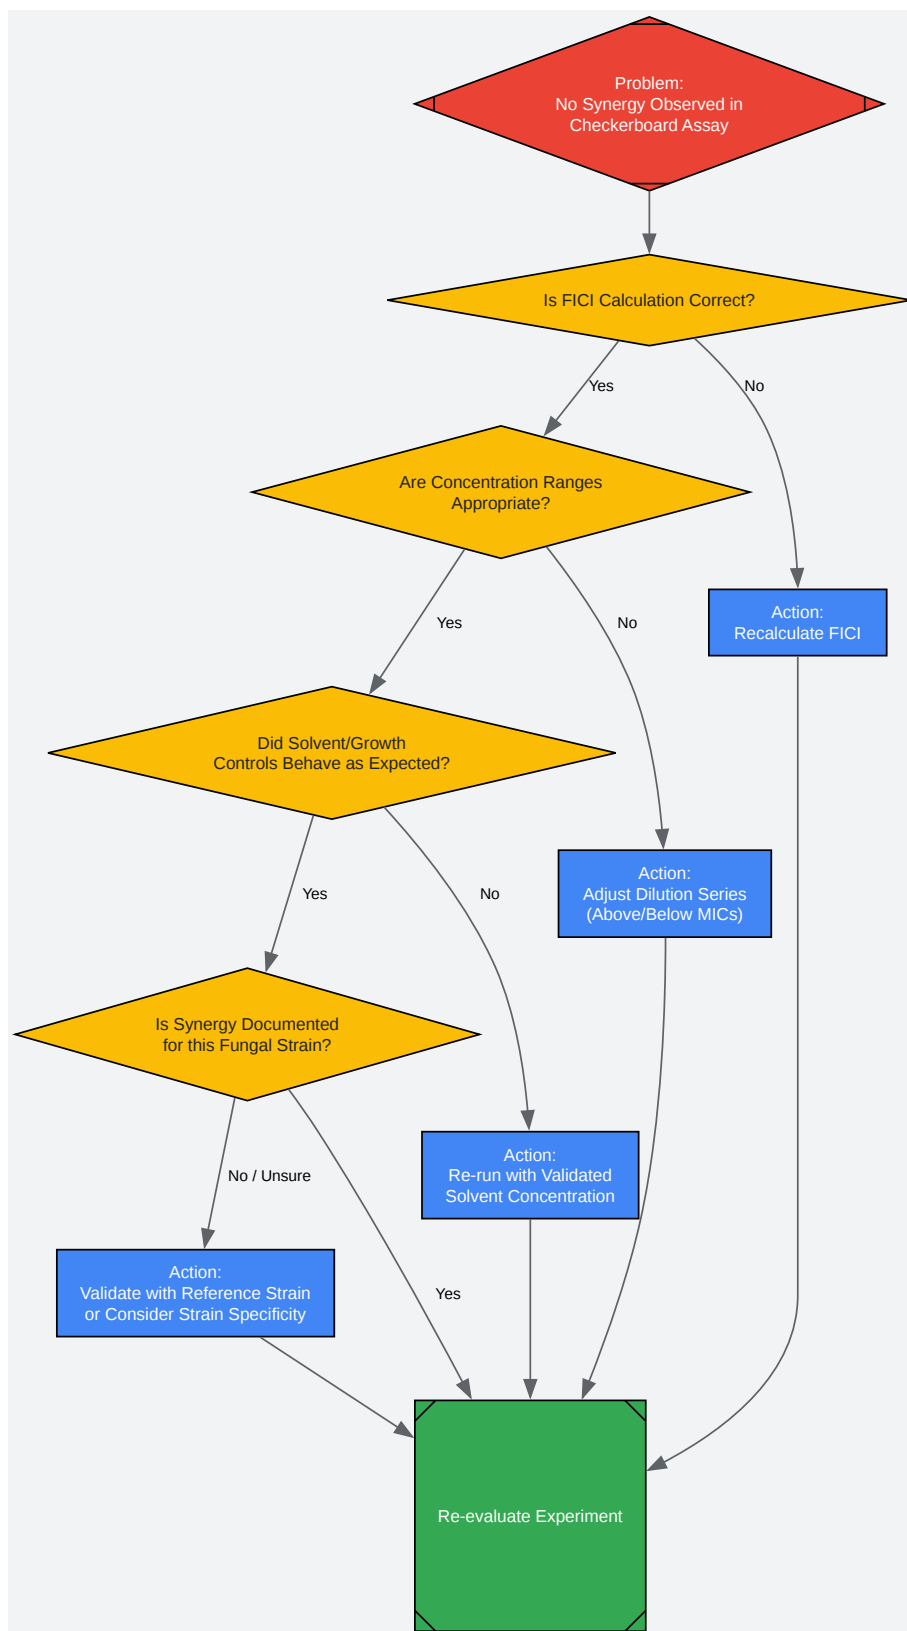 Problem:
No Synergy Observed in
Checkerboard Assay
Is FICI Calculation Correct?
Yes
No
Are Concentration Ranges
Appropriate?
Action:
Recalculate FICI
Yes
No
Did Solvent/Growth
Controls Behave as Expected?
Action:
Adjust Dilution Series
(Above/Below MICs)
Yes
No
Is Synergy Documented
for this Fungal Strain?
Action:
Re-run with Validated
Solvent Concentration
No / Unsure
Yes
Action:
Validate with Reference Strain
or Consider Strain Specificity
Re-evaluate Experiment